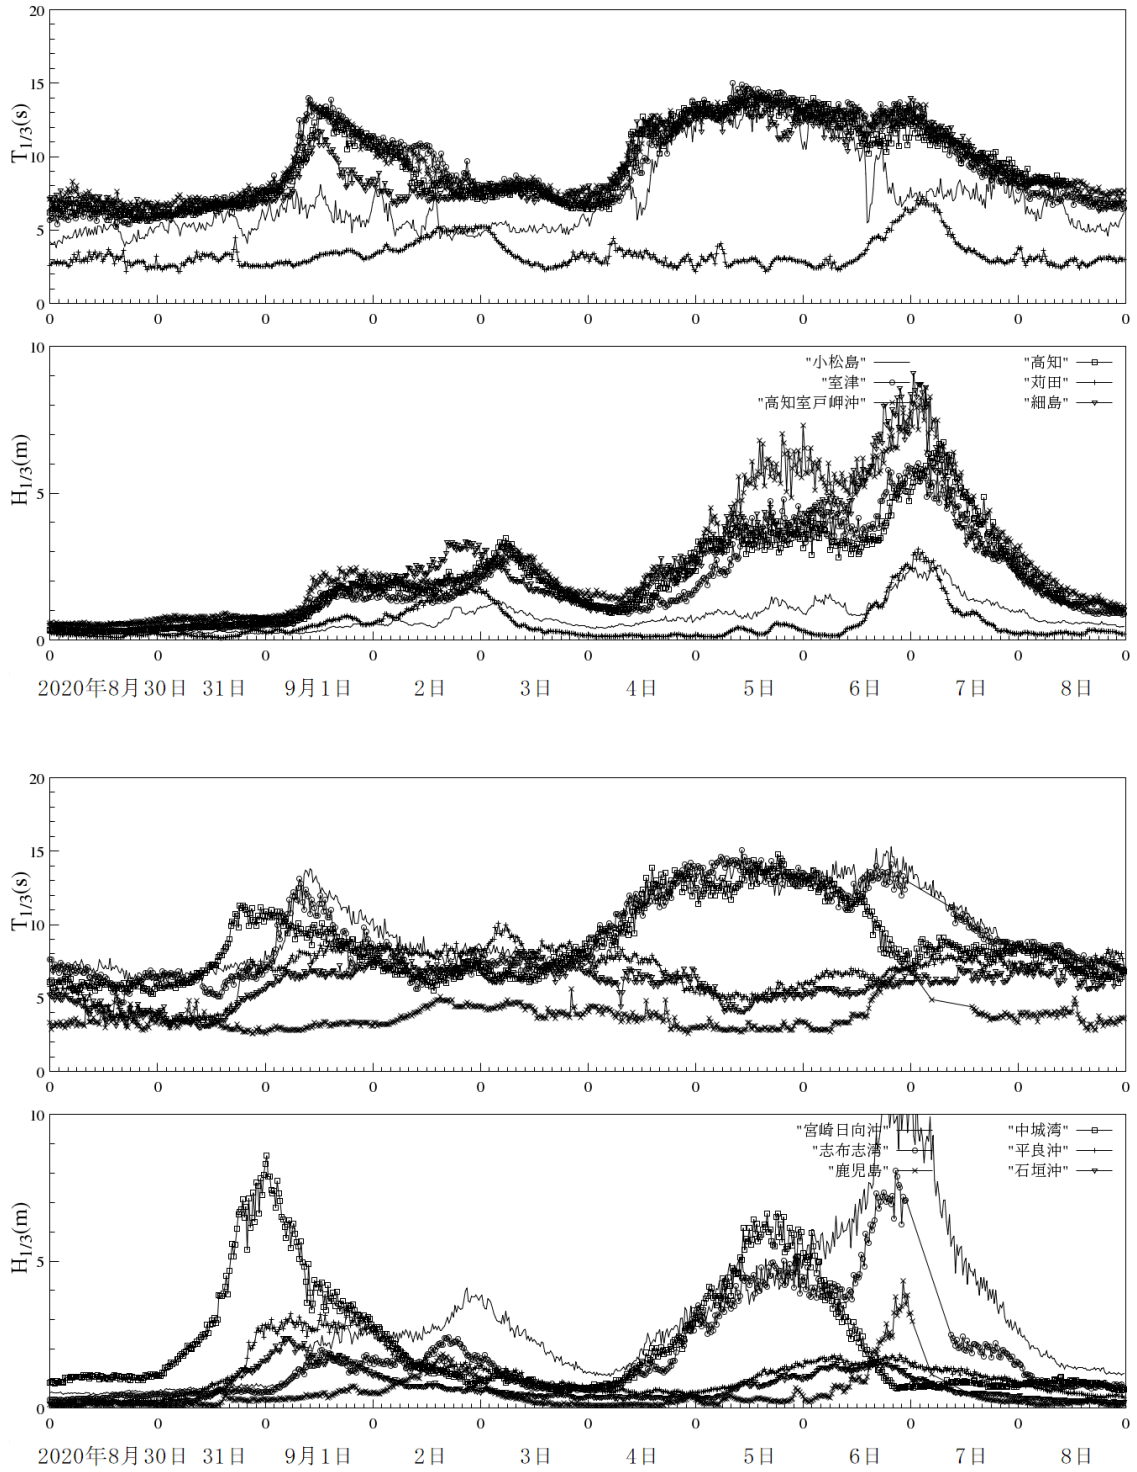 20
15
10
5
0
T1/3(s)
0 0 0 0 0 0 0 0 0 0 0
10
5
0
H1/3(m)
"小松島" "高知"
"室津" "苅田"
"高知室戸岬沖" "細島"
0 0 0 0 0 0 0 0 0 0 0
2020年8月30日 31日 9月1日 2日 3日 4日 5日 6日 7日 8日
20
15
10
5
0
T1/3(s)
0 0 0 0 0 0 0 0 0 0 0
10
5
0
H1/3(m)
"宮崎日向沖" "中城湾"
"志布志湾" "平良沖"
"鹿児島" "石垣沖"
0 0 0 0 0 0 0 0 0 0 0
2020年8月30日 31日 9月1日 2日 3日 4日 5日 6日 7日 8日